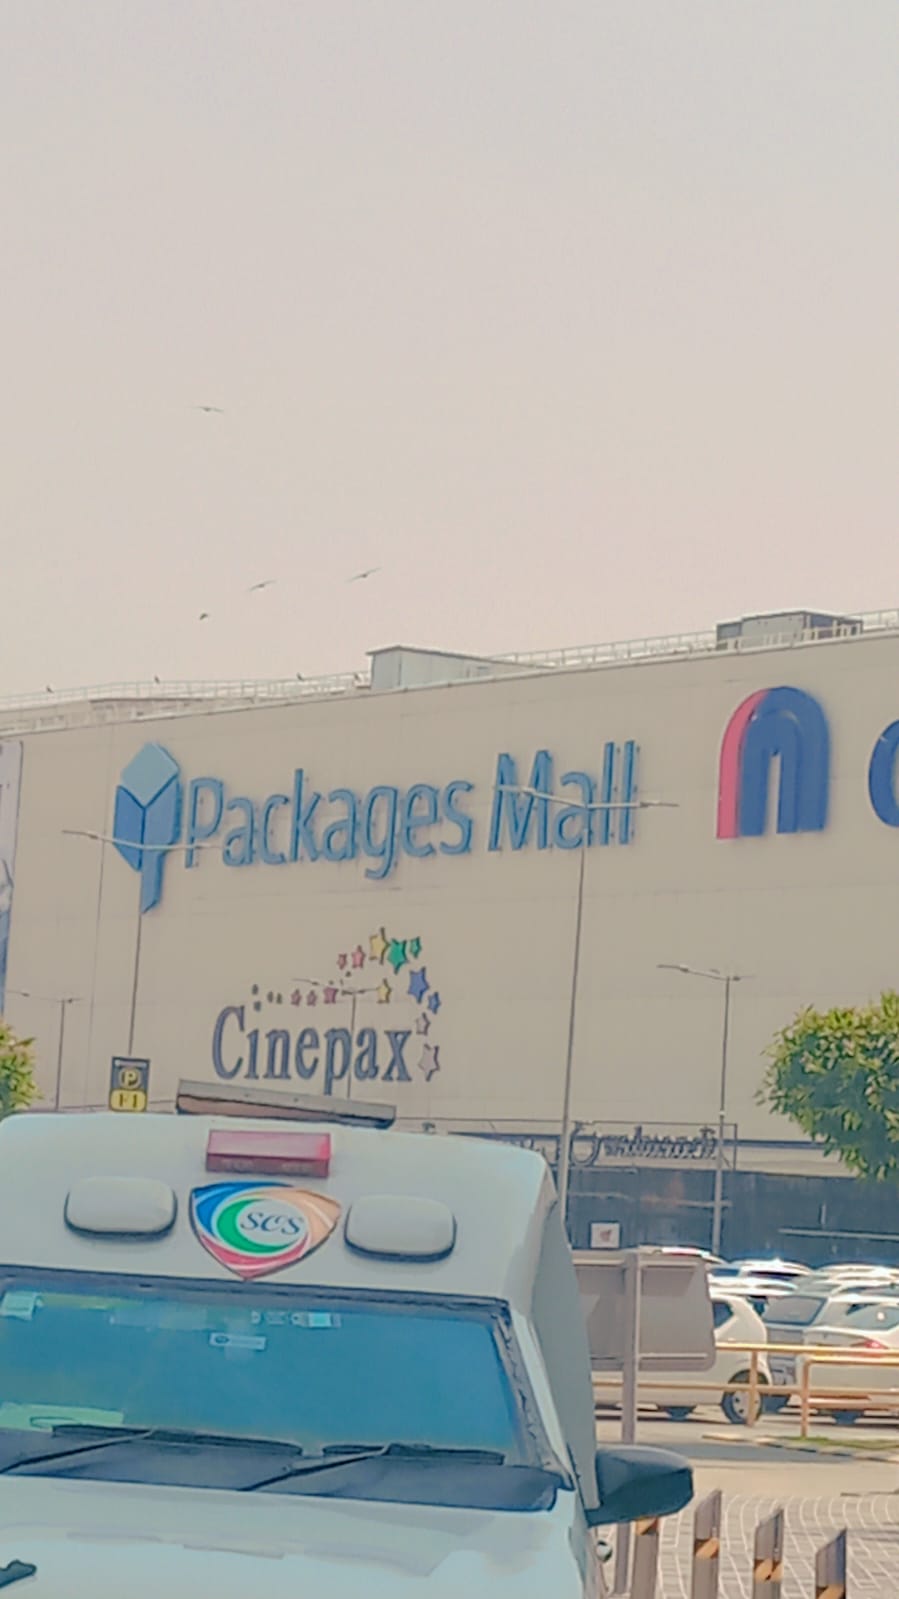 Packages Mall
Cinepax
P
SCS